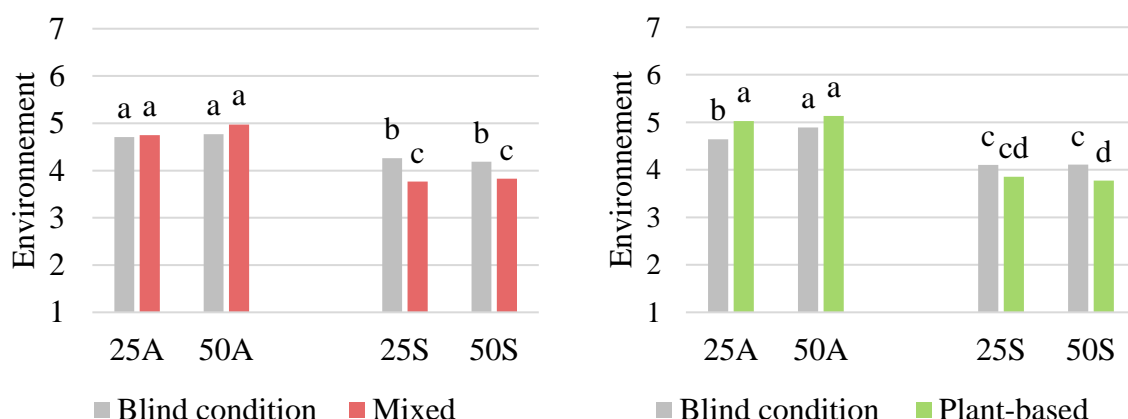 7
6
5
4
3
2
1
Environnement
a a a a b c b c
25A 50A 25S 50S
Blind condition Mixed
7
6
5
4
3
2
1
Environnement
b a a a c cd c d
25A 50A 25S 50S
Blind condition Plant-based